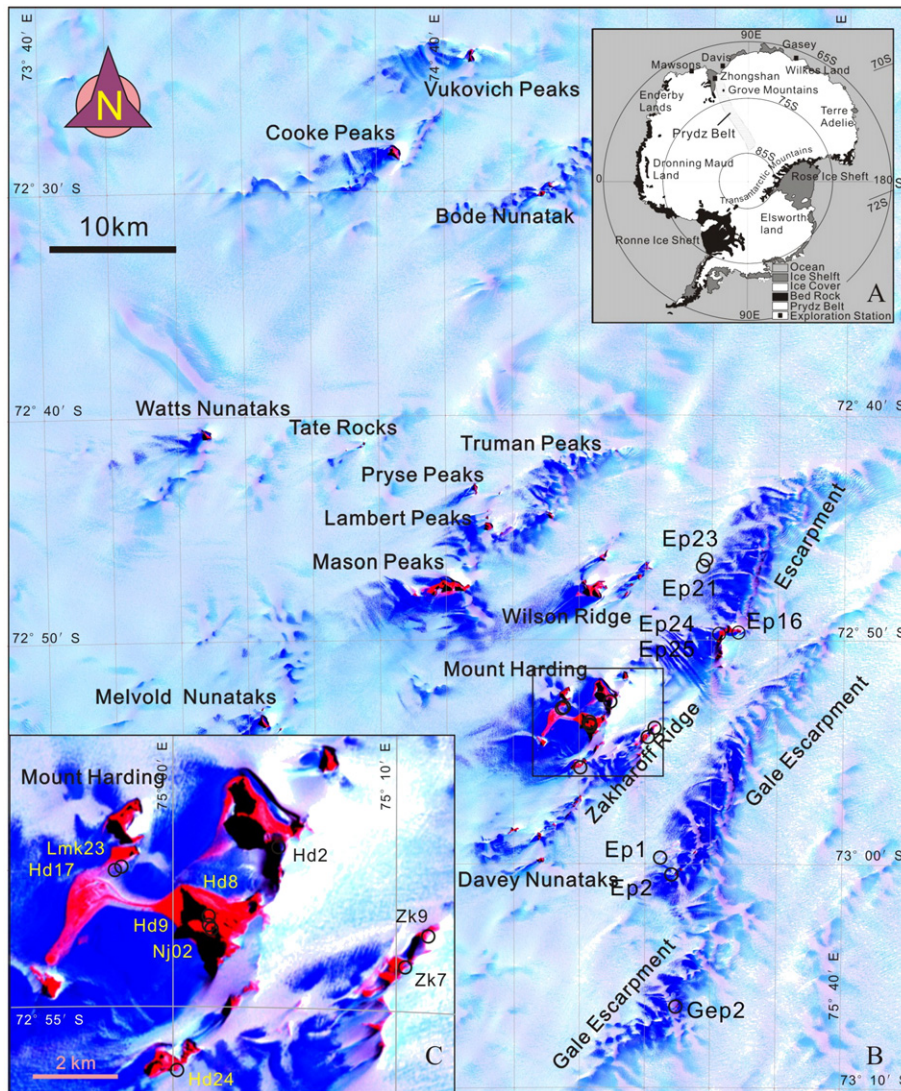 73° 40' E
74° 40' E
N
Vukovich Peaks
Cooke Peaks
72° 30' S
Bode Nunatak
10km
90E
Gasey
65S
70S
Davis
Mawsons
Zhongshan
Wilkes Land
Grove Mountains
Enderby
Lands
75S
Terre
Adelie
Prydz Belt
85S
Dronning Maud
Land
Transantarctic Mountains
Rose Ice Sheft
0
180
72S
Elsworth
land
Ronne Ice Sheft
Ocean
Ice Shelft
Ice Cover
Bed Rock
Prydz Belt
Exploration Station
90E
A
Watts Nunataks
72° 40' S
72° 40' S
Tate Rocks
Truman Peaks
Pryse Peaks
Lambert Peaks
Mason Peaks
Escarpment
Ep23
Ep21
Wilson Ridge
Ep24
Ep16
Ep25
72° 50' S
72° 50' S
Mount Harding
Melvold Nunataks
Zakharoff Ridge
Gale Escarpment
Ep1
73° 00' S
Davey Nunataks
Ep2
Gale Escarpment
Gep2
75° 40' E
B
73° 10' S
Mount Harding
75° 00' E
75° 10' E
Lmk23
Hd17
Hd2
Hd8
Hd9
Nj02
Zk9
Zk7
72° 55' S
2 km
Hd24
C